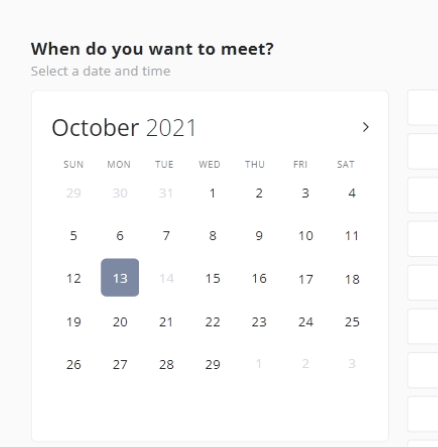 When do you want to meet?
Select a date and time
October 2021
SUN MON TUE WED THU FRI SAT
29 30 31 1 2 3 4
5 6 7 8 9 10 11
12 13 14 15 16 17 18
19 20 21 22 23 24 25
26 27 28 29 1 2 3